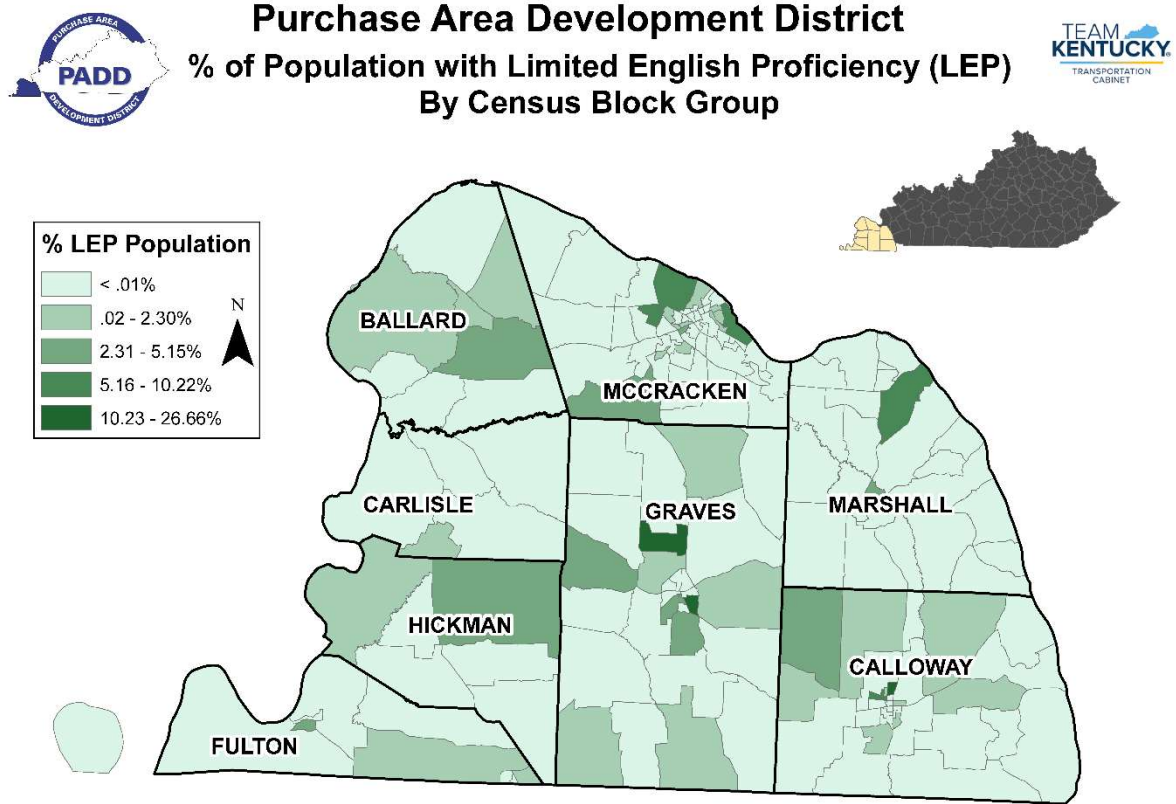 Purchase Area Development District
% of Population with Limited English Proficiency (LEP)
By Census Block Group
PURCHASE AREA
PADD
DEVELOPMENT DISTRICT
TEAM
KENTUCKY
TRANSPORTATION
CABINET
% LEP Population
< .01%
.02 - 2.30%
2.31 - 5.15%
5.16 - 10.22%
10.23 - 26.66%
N
BALLARD
MCCRACKEN
CARLISLE
GRAVES
MARSHALL
HICKMAN
CALLOWAY
FULTON